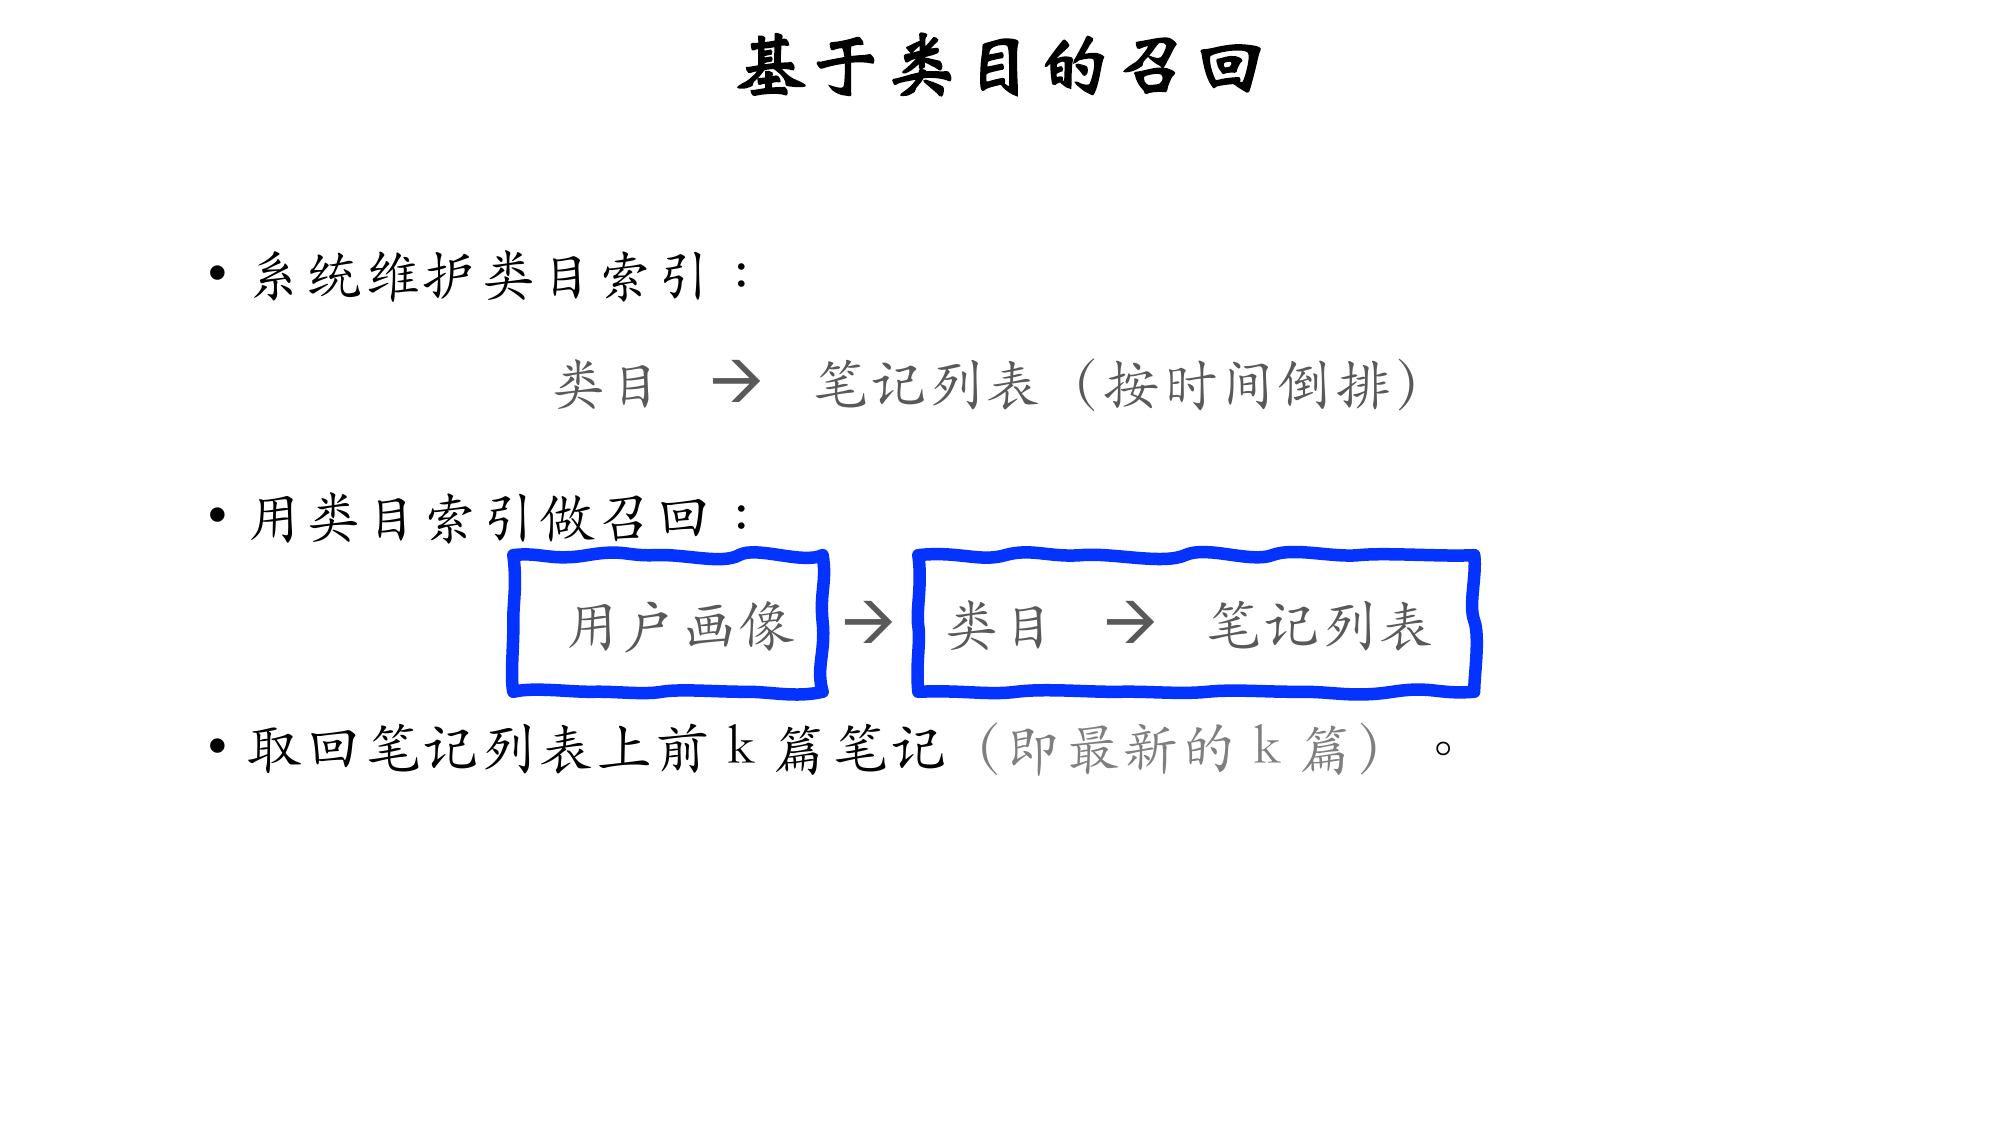 基于类目的召回
• 系统维护类目索引：
类目 → 笔记列表（按时间倒排）
• 用类目索引做召回：
用户画像 → 类目 → 笔记列表
• 取回笔记列表上前 k 篇笔记（即最新的 k 篇）。